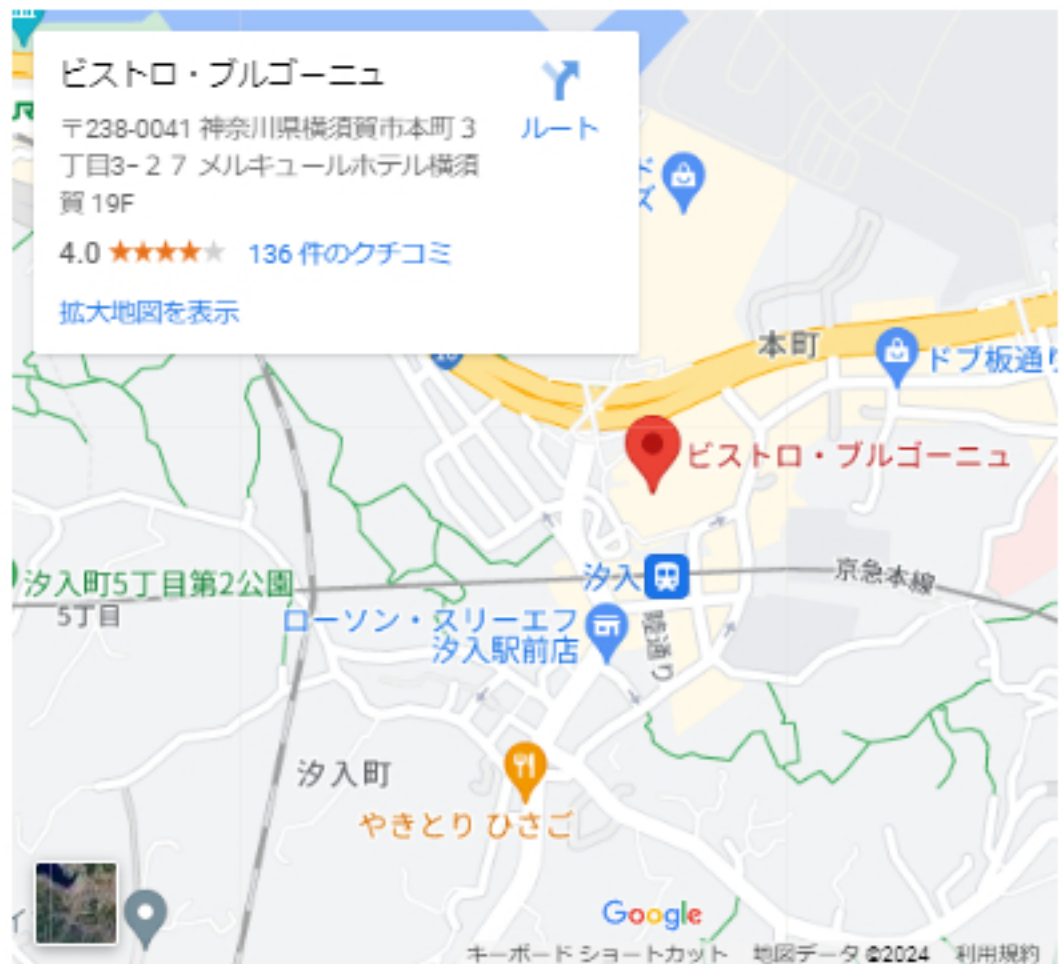 ビストロ・ブルゴーニュ
〒238-0041 神奈川県横須賀市本町 3
丁目3−２７ メルキュールホテル横須
賀 19F
ルート
4.0 136 件のクチコミ
拡大地図を表示
ド
ズ
本町
ドブ板通り
ビストロ・ブルゴーニュ
汐入
京急本線
汐入町5丁目第2公園
5丁目
ローソン・スリーエフ
汐入駅前店
汐入町
やきとり ひさご
Google
キーボード ショートカット 地図データ ©2024 利用規約